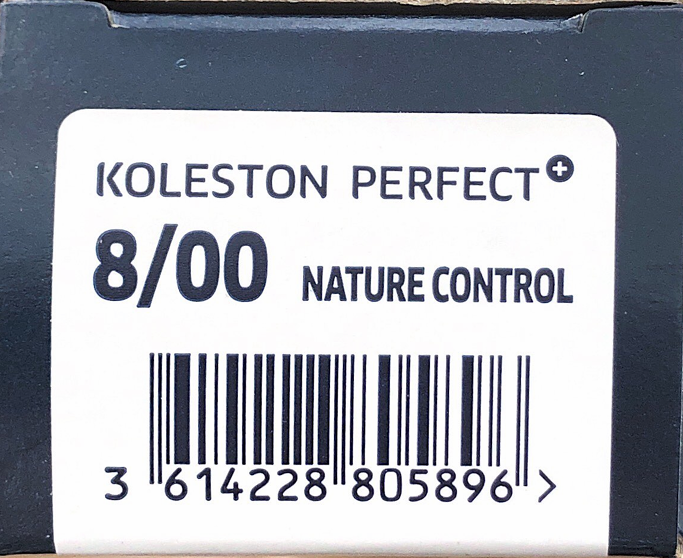 KOLESTON PERFECT+
8/00 NATURE CONTROL
3 614228 805896 >